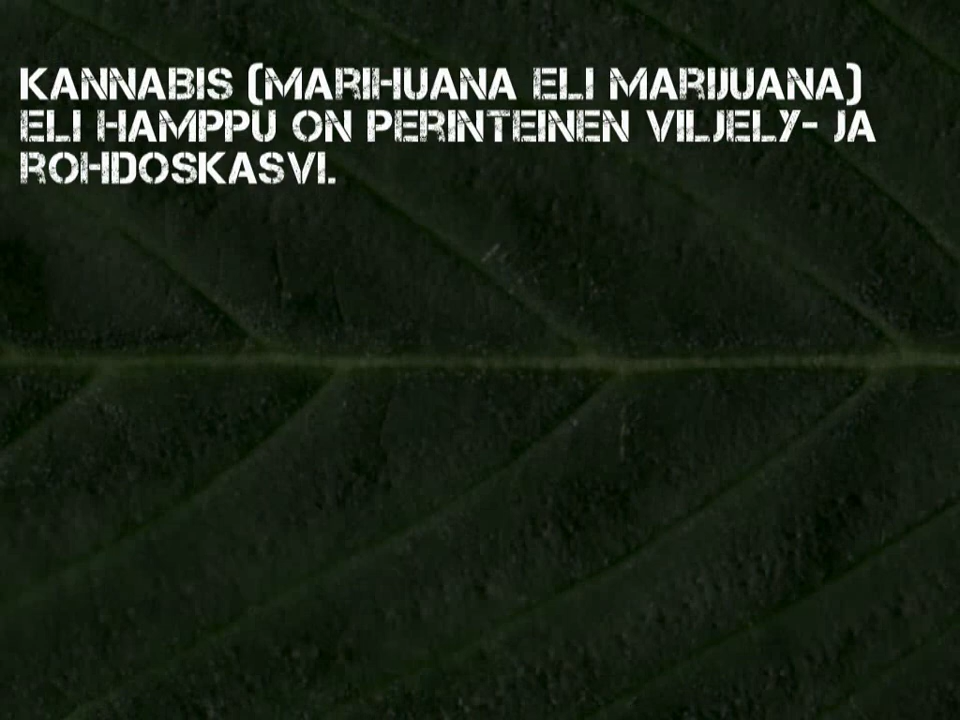 KANNABIS (MARIHUANA ELI MARIJUANA)
ELI HAMPPU ON PERINTEINEN VILJELY- JA
ROHDOSKASVI.